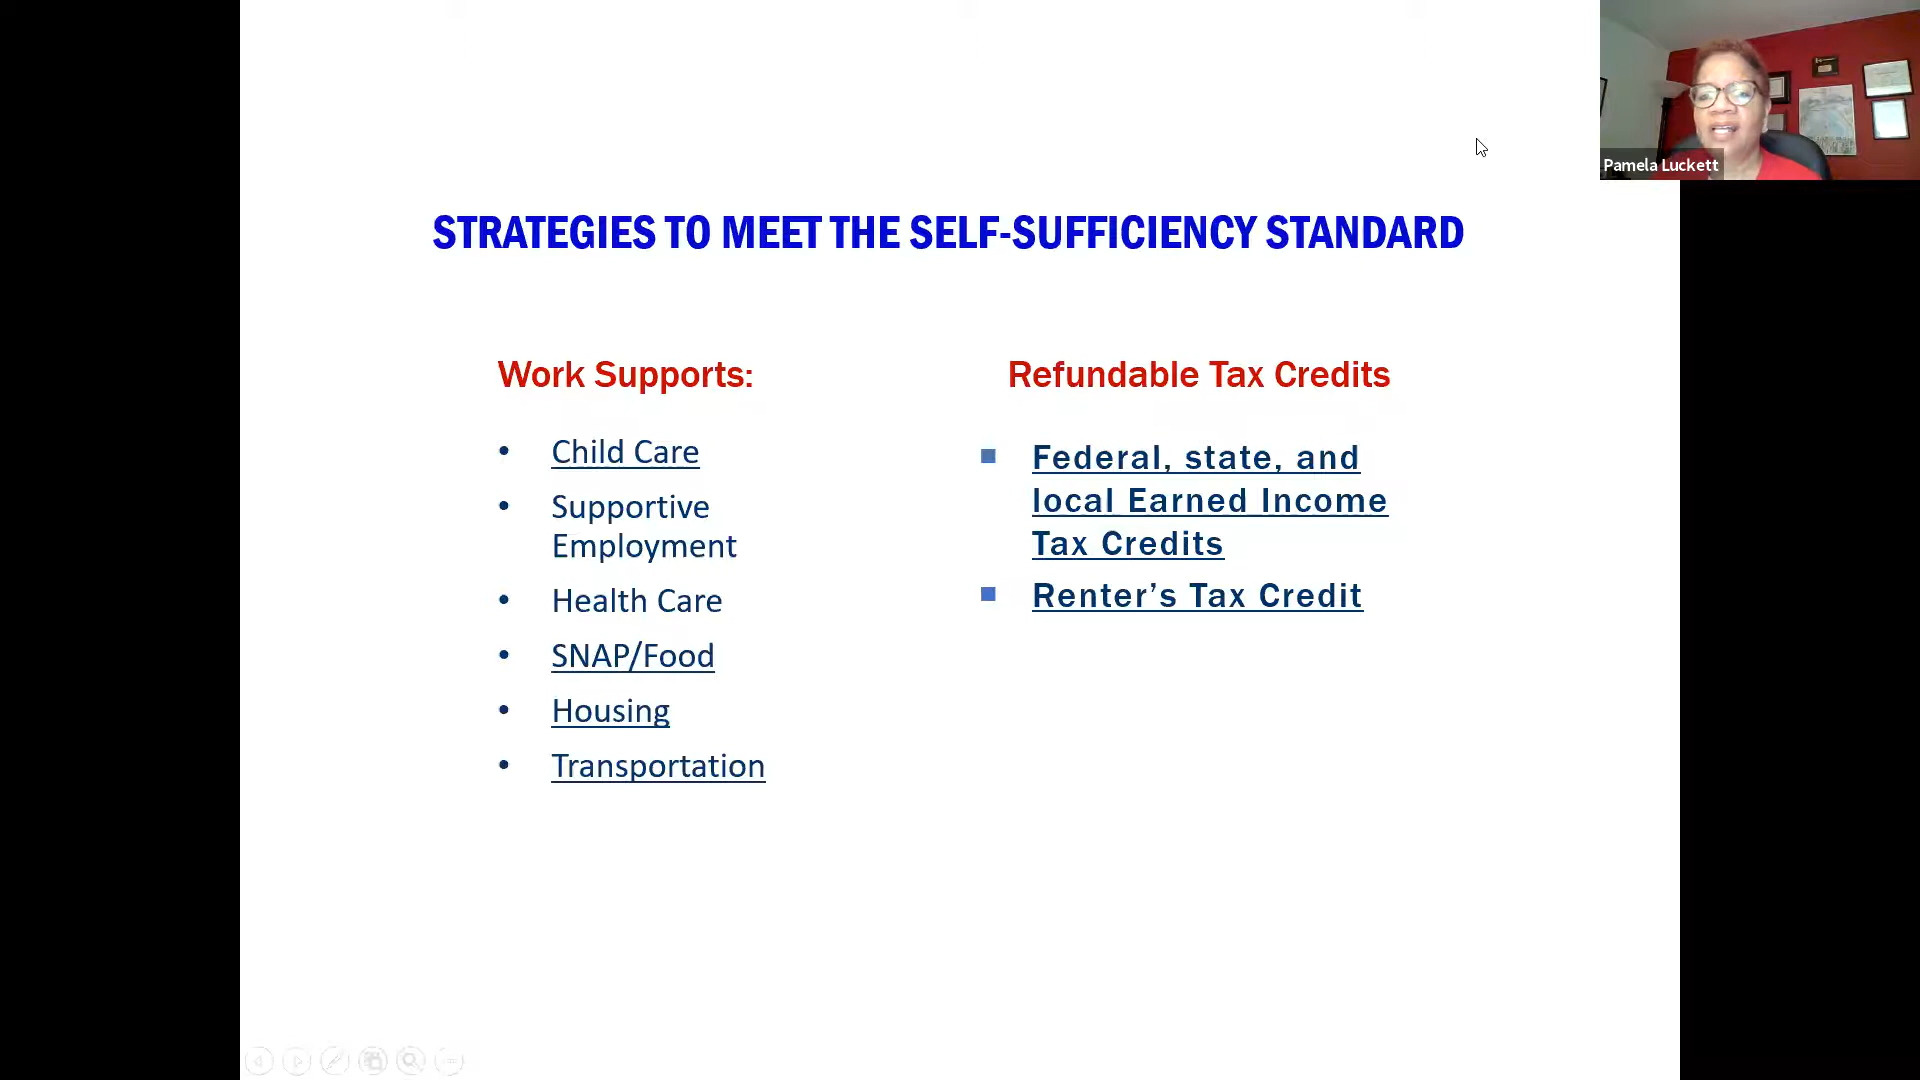 Pamela Luckett
STRATEGIES TO MEET THE SELF-SUFFICIENCY STANDARD
Work Supports:
• Child Care
• Supportive
Employment
• Health Care
• SNAP/Food
• Housing
• Transportation
Refundable Tax Credits
Federal, state, and
local Earned Income
Tax Credits
Renter’s Tax Credit